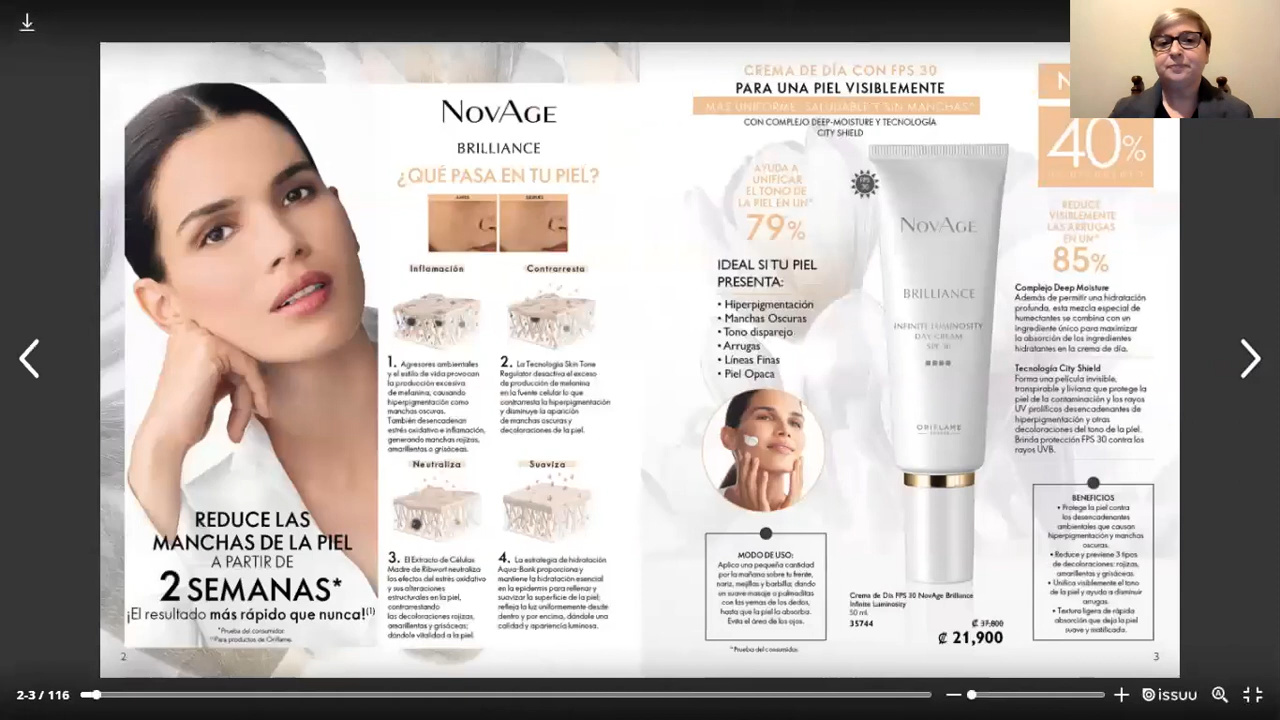 NOVAGE
BRILLIANCE
¿QUÉ PASA EN TU PIEL?
Inflamación
Contrarresta
1. Agresores ambientales
y el estilo de vida provocan
la producción excesiva
de melanina, causando
hiperpigmentación como
manchas oscuras.
También desencadenan
estrés oxidativo e inflamación,
generando manchas rojizas,
amarillentas o grisáceas.
2. La Tecnología Skin Tone
Regulator desactiva el exceso
de producción de melanina
en la fuente celular lo que
contrarresta la hiperpigmentación
y disminuye la aparición
de manchas oscuras y
decoloraciones de la piel.
Neutraliza
Suaviza
3. El Extracto de Células
Madre de Ribwort neutraliza
los efectos del estrés oxidativo
y sus alteraciones
estructurales en la piel,
contrarrestando
las decoloraciones rojizas,
amarillentas y grisáceas;
dándole vitalidad a la piel.
4. La estrategia de hidratación
Aqua-Bank proporciona y
mantiene la hidratación esencial
en la epidermis para rellenar y
suavizar la superficie de la piel;
refleja la luz uniformemente desde
dentro y por encima, dándole una
calidad y apariencia luminosa.
REDUCE LAS
MANCHAS DE LA PIEL
A PARTIR DE
2 SEMANAS*
¡El resultado más rápido que nunca!(1)
*Prueba del consumidor.
(1)Para productos de Oriflame.
2
CREMA DE DÍA CON FPS 30
PARA UNA PIEL VISIBLEMENTE
MÁS UNIFORME, SALUDABLE Y SIN MANCHAS*
CON COMPLEJO DEEP-MOISTURE Y TECNOLOGÍA
CITY SHIELD
AYUDA A
UNIFICAR
EL TONO DE
LA PIEL EN UN*
79%
IDEAL SI TU PIEL
PRESENTA:
• Hiperpigmentación
• Manchas Oscuras
• Tono disparejo
• Arrugas
• Líneas Finas
• Piel Opaca
NOVAGE
BRILLIANCE
INFINITE LUMINOSITY
DAY CREAM
SPF 30
ORIFLAME
SWEDEN
40%
REDUCE
VISIBLEMENTE
LAS ARRUGAS
EN UN*
85%
Complejo Deep Moisture
Además de permitir una hidratación
profunda, esta mezcla especial de
humectantes se combina con un
ingrediente único para maximizar
la absorción de los ingredientes
hidratantes en la crema de día.
Tecnología City Shield
Forma una película invisible,
transpirable y liviana que protege la
piel de la contaminación y los rayos
UV prolíficos desencadenantes de
hiperpigmentación y otras
decoloraciones del tono de la piel.
Brinda protección FPS 30 contra los
rayos UVB.
MODO DE USO:
Aplica una pequeña cantidad
por la mañana sobre tu frente,
nariz, mejillas y barbilla; dando
un suave masaje a palmaditas
con las yemas de los dedos,
hasta que la piel la absorba.
Evita el área de los ojos.
*Prueba del consumidor.
Crema de Día FPS 30 NovAge Brilliance
Infinite Luminosity
50 ml.
35744
₡ 37,800
₡ 21,900
BENEFICIOS
• Protege la piel contra
los desencadenantes
ambientales que causan
hiperpigmentación y manchas
oscuras.
• Reduce y previene 3 tipos
de decoloraciones: rojizas,
amarillentas y grisáceas.
• Unifica visiblemente el tono
de la piel y ayuda a disminuir
arrugas.
• Textura ligera de rápida
absorción que deja la piel
suave y matificada.
3
2-3 / 116
issuu